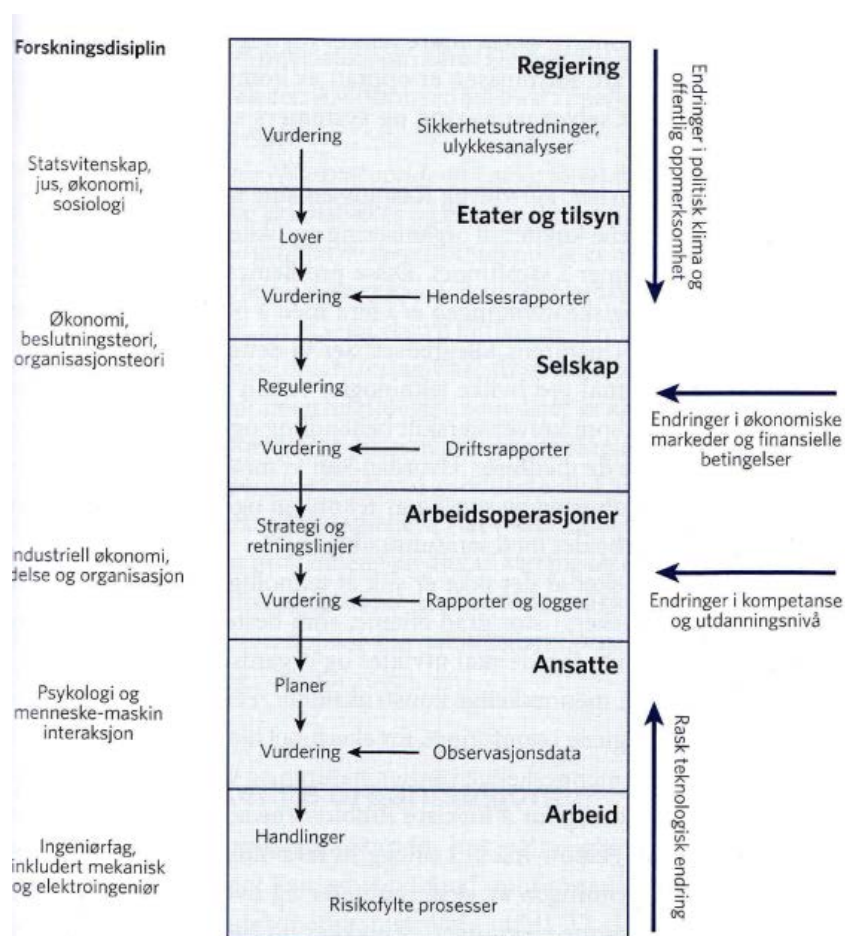 Forskningsdisiplin
Statsvitenskap,
jus, økonomi,
sosiologi
Økonomi,
beslutningsteori,
organisasjonsteori
ndustriell økonomi,
delse og organisasjon
Psykologi og
menneske-maskin
interaksjon
Ingeniørfag,
inkludert mekanisk
og elektroingeniør
Regjering
Vurdering
Sikkerhetsutredninger,
ulykkesanalyser
Etater og tilsyn
Lover
Vurdering
Hendelsesrapporter
Selskap
Regulering
Vurdering
Driftsrapporter
Arbeidsoperasjoner
Strategi og
retningslinjer
Vurdering
Rapporter og logger
Ansatte
Planer
Vurdering
Observasjonsdata
Arbeid
Handlinger
Risikofylte prosesser
Endringer i politisk klima og
offentlig oppmerksomhet
Endringer i økonomiske
markeder og finansielle
betingelser
Endringer i kompetanse
og utdanningsnivå
Rask teknologisk endring